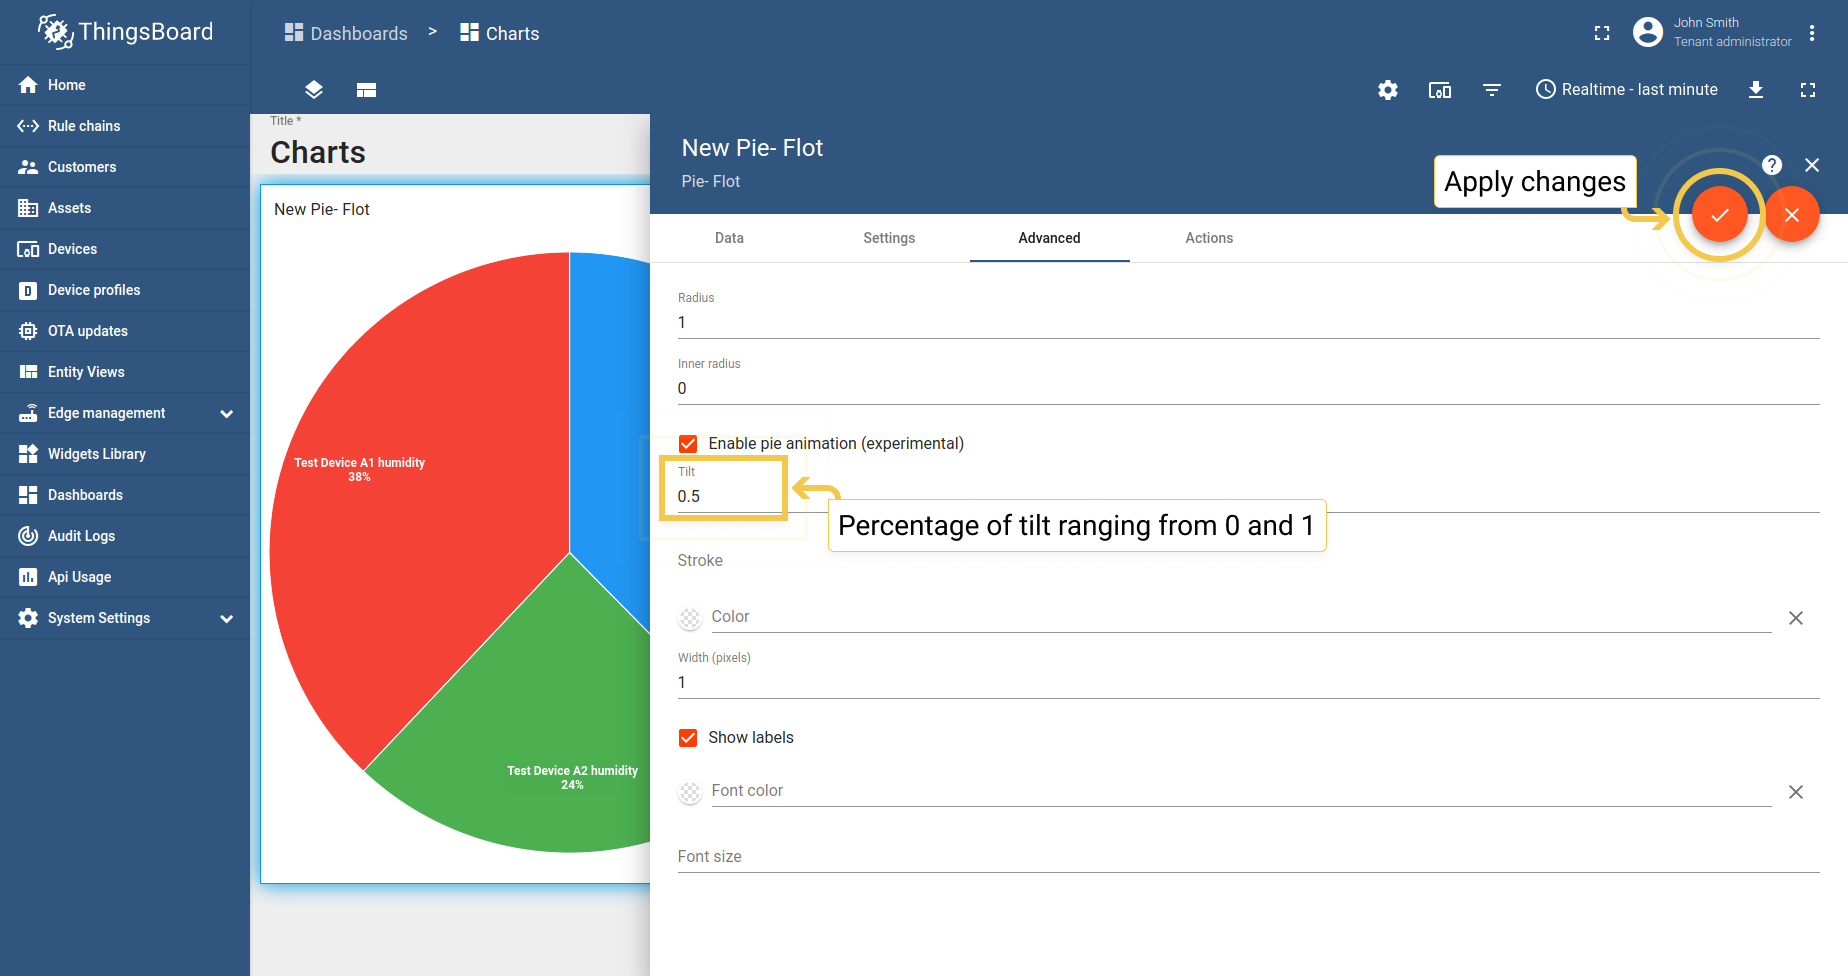 ThingsBoard
Home
Rule chains
Customers
Assets
Devices
Device profiles
OTA updates
Entity Views
Edge management
Widgets Library
Dashboards
Audit Logs
Api Usage
System Settings
Dashboards > Charts
John Smith
Tenant administrator
Realtime - last minute
Title *
Charts
New Pie- Flot
Test Device A1 humidity
38%
Test Device A2 humidity
24%
New Pie- Flot
Pie- Flot
Apply changes
Data
Settings
Advanced
Actions
Radius
1
Inner radius
0
Enable pie animation (experimental)
Tilt
0.5
Percentage of tilt ranging from 0 and 1
Stroke
Color
Width (pixels)
1
Show labels
Font color
Font size